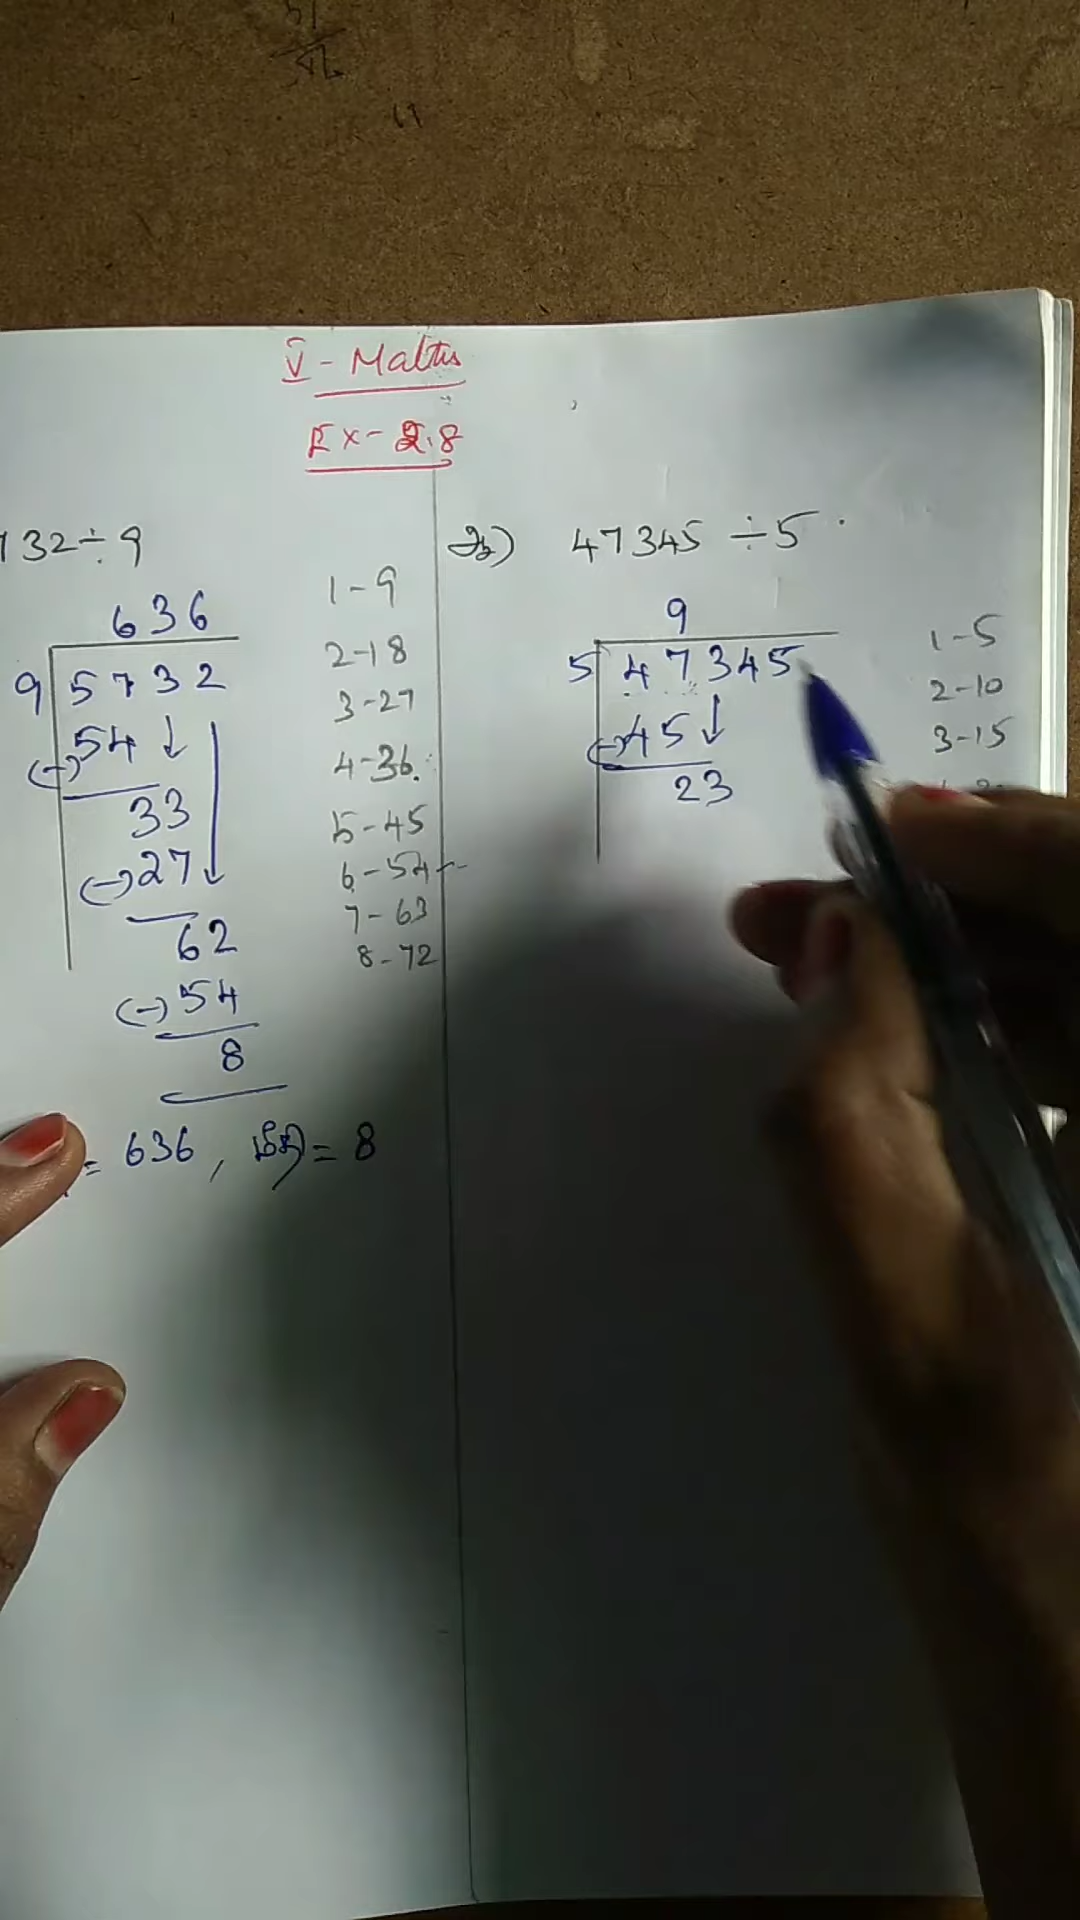 V - Maths
Ex - 2.8
732 ÷ 9
636
9 5732
54
(-)
33
(-) 27
62
(-) 54
8
= 636, மீதி = 8
1 - 9
2 - 18
3 - 27
4 - 36
5 - 45
6 - 54
7 - 63
8 - 72
ஆ) 47345 ÷ 5
9
5 47345
(-) 45
23
1 - 5
2 - 10
3 - 15